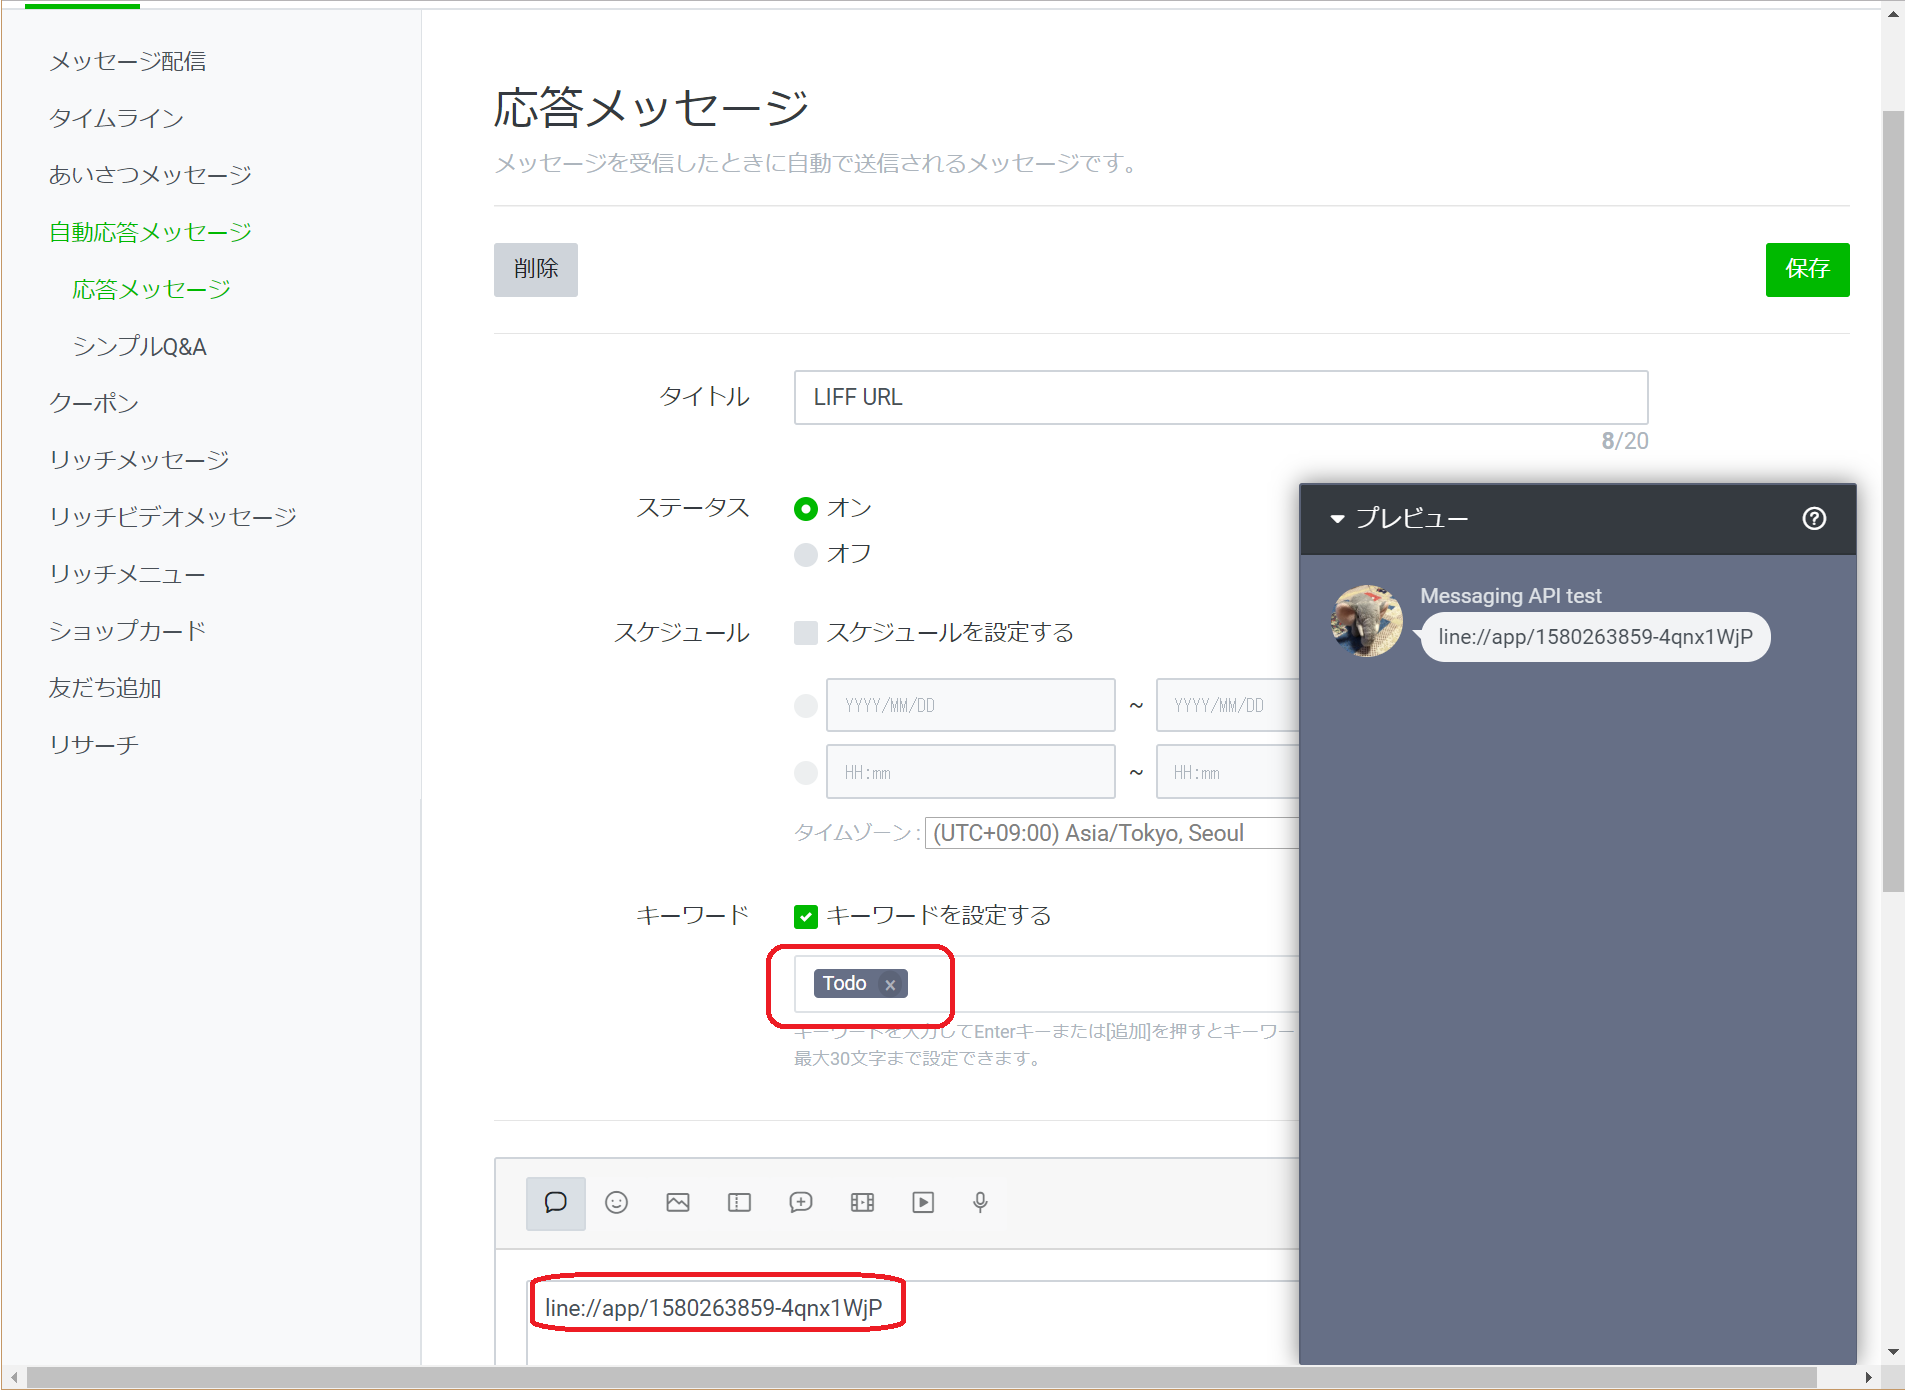 メッセージ配信
タイムライン
あいさつメッセージ
自動応答メッセージ
応答メッセージ
シンプルQ&A
クーポン
リッチメッセージ
リッチビデオメッセージ
リッチメニュー
ショップカード
友だち追加
リサーチ
応答メッセージ
メッセージを受信したときに自動で送信されるメッセージです。
削除
保存
タイトル
LIFF URL
8/20
ステータス
オン
オフ
スケジュール
スケジュールを設定する
YYYY/MM/DD ~ YYYY/MM/DD
HH:mm ~ HH:mm
タイムゾーン : (UTC+09:00) Asia/Tokyo, Seoul
キーワード
キーワードを設定する
Todo ×
キーワードを入力してEnterキーまたは[追加]を押すとキーワー
最大30文字まで設定できます。
line://app/1580263859-4qnx1WjP
プレビュー
Messaging API test
line://app/1580263859-4qnx1WjP